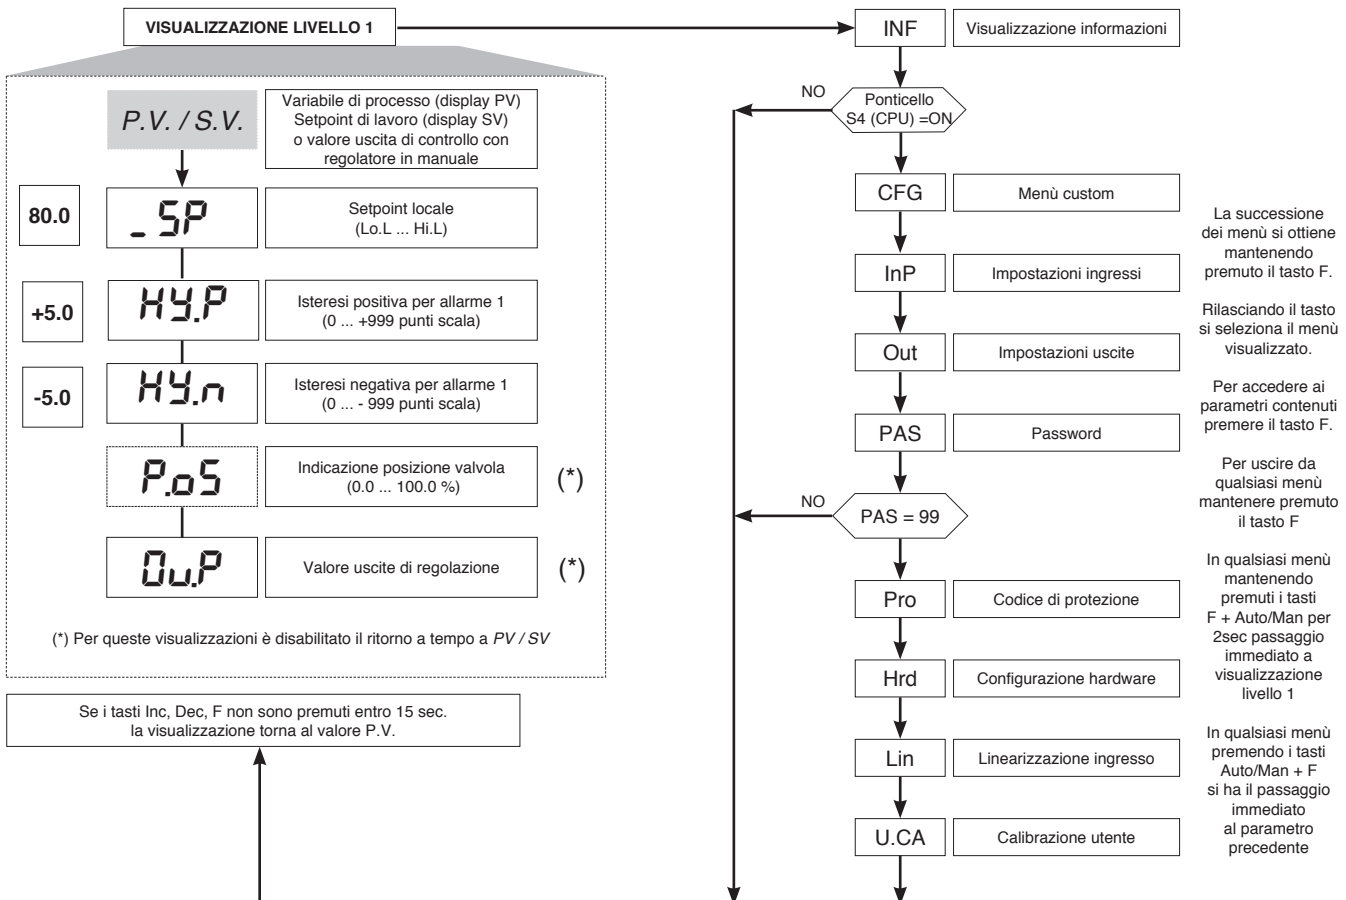 VISUALIZZAZIONE LIVELLO 1
P.V. / S.V.
Variabile di processo (display PV)
Setpoint di lavoro (display SV)
o valore uscita di controllo con
regolatore in manuale
80.0
_SP
Setpoint locale
(Lo.L ... Hi.L)
+5.0
HY.P
Isteresi positiva per allarme 1
(0 ... +999 punti scala)
-5.0
HY.n
Isteresi negativa per allarme 1
(0 ... - 999 punti scala)
P.oS
Indicazione posizione valvola
(0.0 ... 100.0 %)
(*)
Ou.P
Valore uscite di regolazione
(*)
(*) Per queste visualizzazioni è disabilitato il ritorno a tempo a PV / SV
Se i tasti Inc, Dec, F non sono premuti entro 15 sec.
la visualizzazione torna al valore P.V.
INF
Visualizzazione informazioni
NO
Ponticello
S4 (CPU) =ON
CFG
Menù custom
InP
Impostazioni ingressi
Out
Impostazioni uscite
PAS
Password
NO
PAS = 99
Pro
Codice di protezione
Hrd
Configurazione hardware
Lin
Linearizzazione ingresso
U.CA
Calibrazione utente
La successione
dei menù si ottiene
mantenendo
premuto il tasto F.
Rilasciando il tasto
si seleziona il menù
visualizzato.
Per accedere ai
parametri contenuti
premere il tasto F.
Per uscire da
qualsiasi menù
mantenere premuto
il tasto F
In qualsiasi menù
mantenendo
premuti i tasti
F + Auto/Man per
2sec passaggio
immediato a
visualizzazione
livello 1
In qualsiasi menù
premendo i tasti
Auto/Man + F
si ha il passaggio
immediato
al parametro
precedente